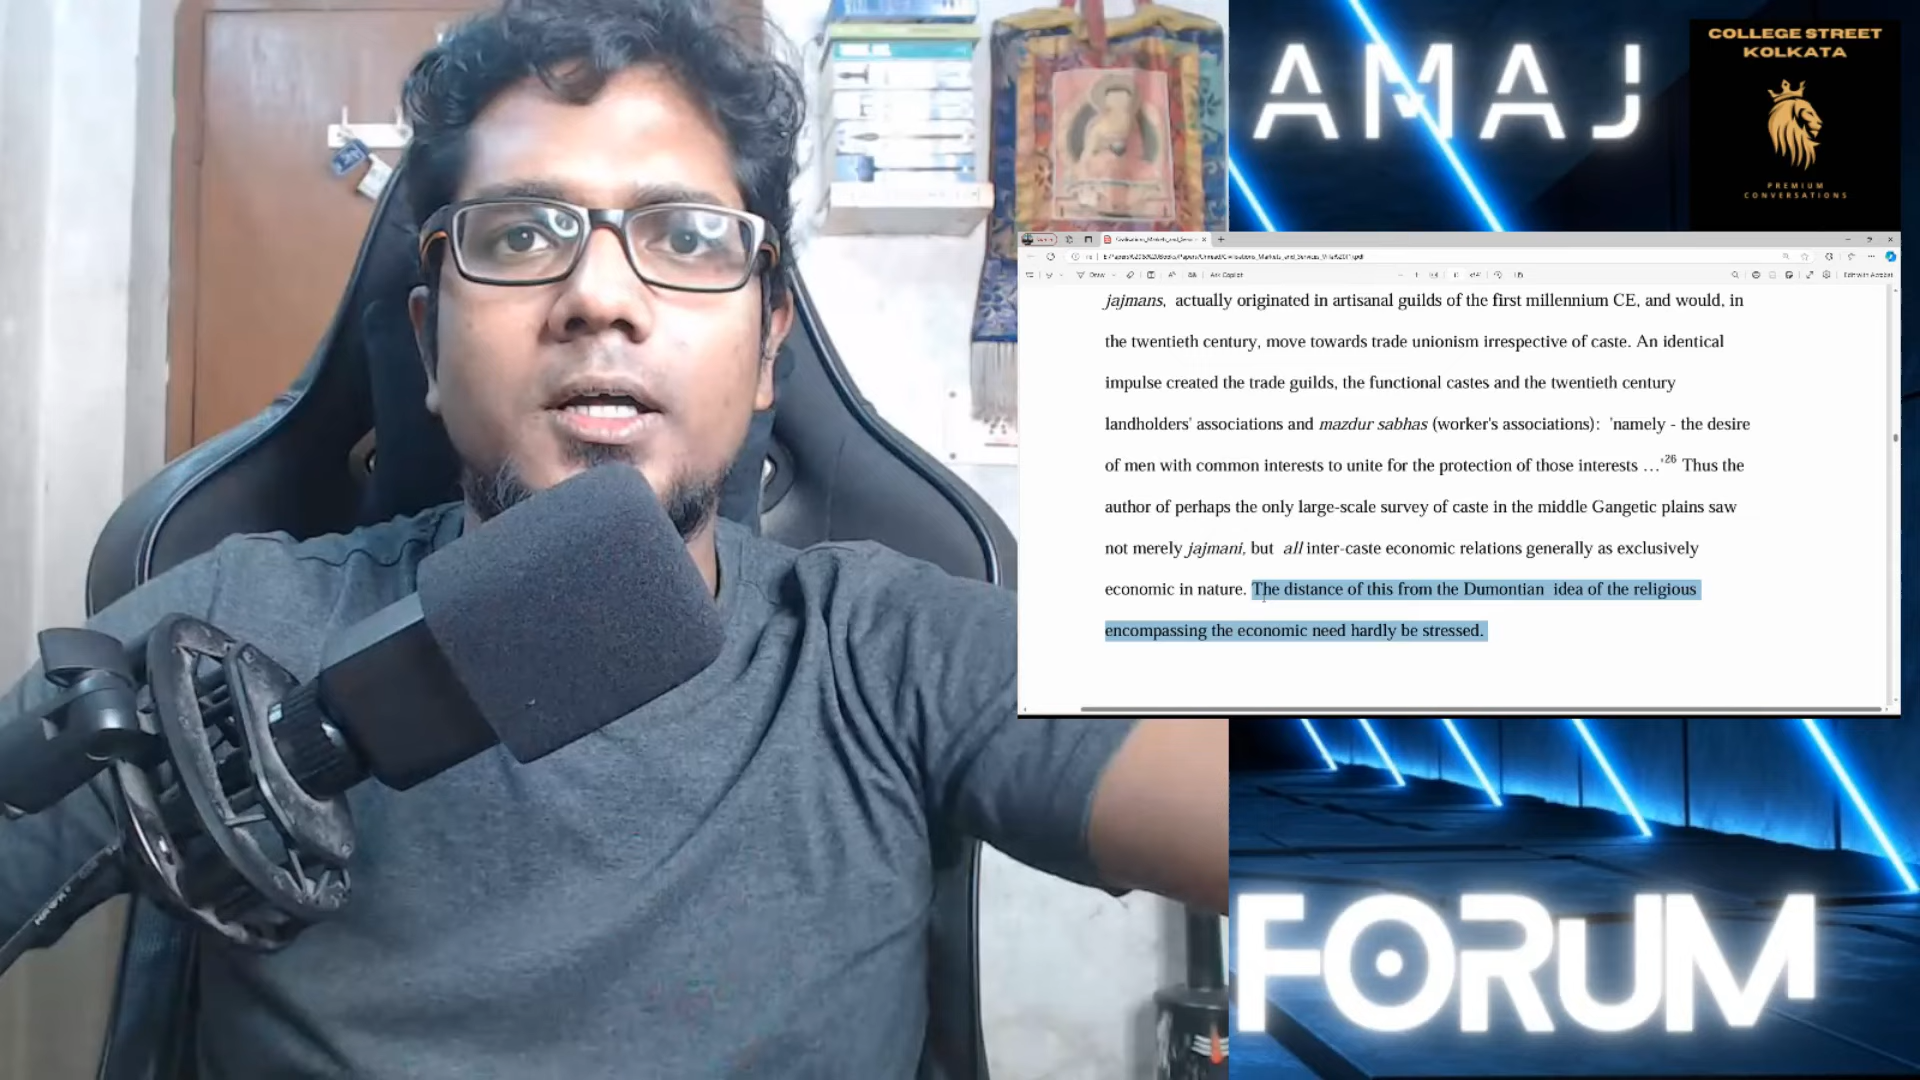 AMAJ
COLLEGE STREET
KOLKATA
PREMIUM
CONVERSATIONS
Draw
Ask Copilot
Edit with Acrobat
jajmans, actually originated in artisanal guilds of the first millennium CE, and would, in
the twentieth century, move towards trade unionism irrespective of caste. An identical
impulse created the trade guilds, the functional castes and the twentieth century
landholders' associations and mazdur sabhas (worker's associations): 'namely - the desire
of men with common interests to unite for the protection of those interests …'26 Thus the
author of perhaps the only large-scale survey of caste in the middle Gangetic plains saw
not merely jajmani, but all inter-caste economic relations generally as exclusively
economic in nature. The distance of this from the Dumontian idea of the religious
encompassing the economic need hardly be stressed.
FORUM